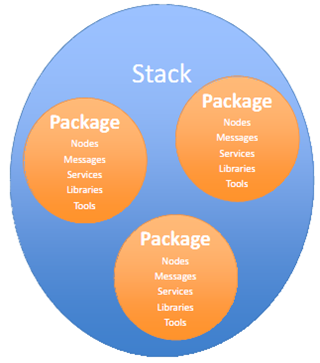 Stack
Package
Nodes
Messages
Services
Libraries
Tools
Package
Nodes
Messages
Services
Libraries
Tools
Package
Nodes
Messages
Services
Libraries
Tools